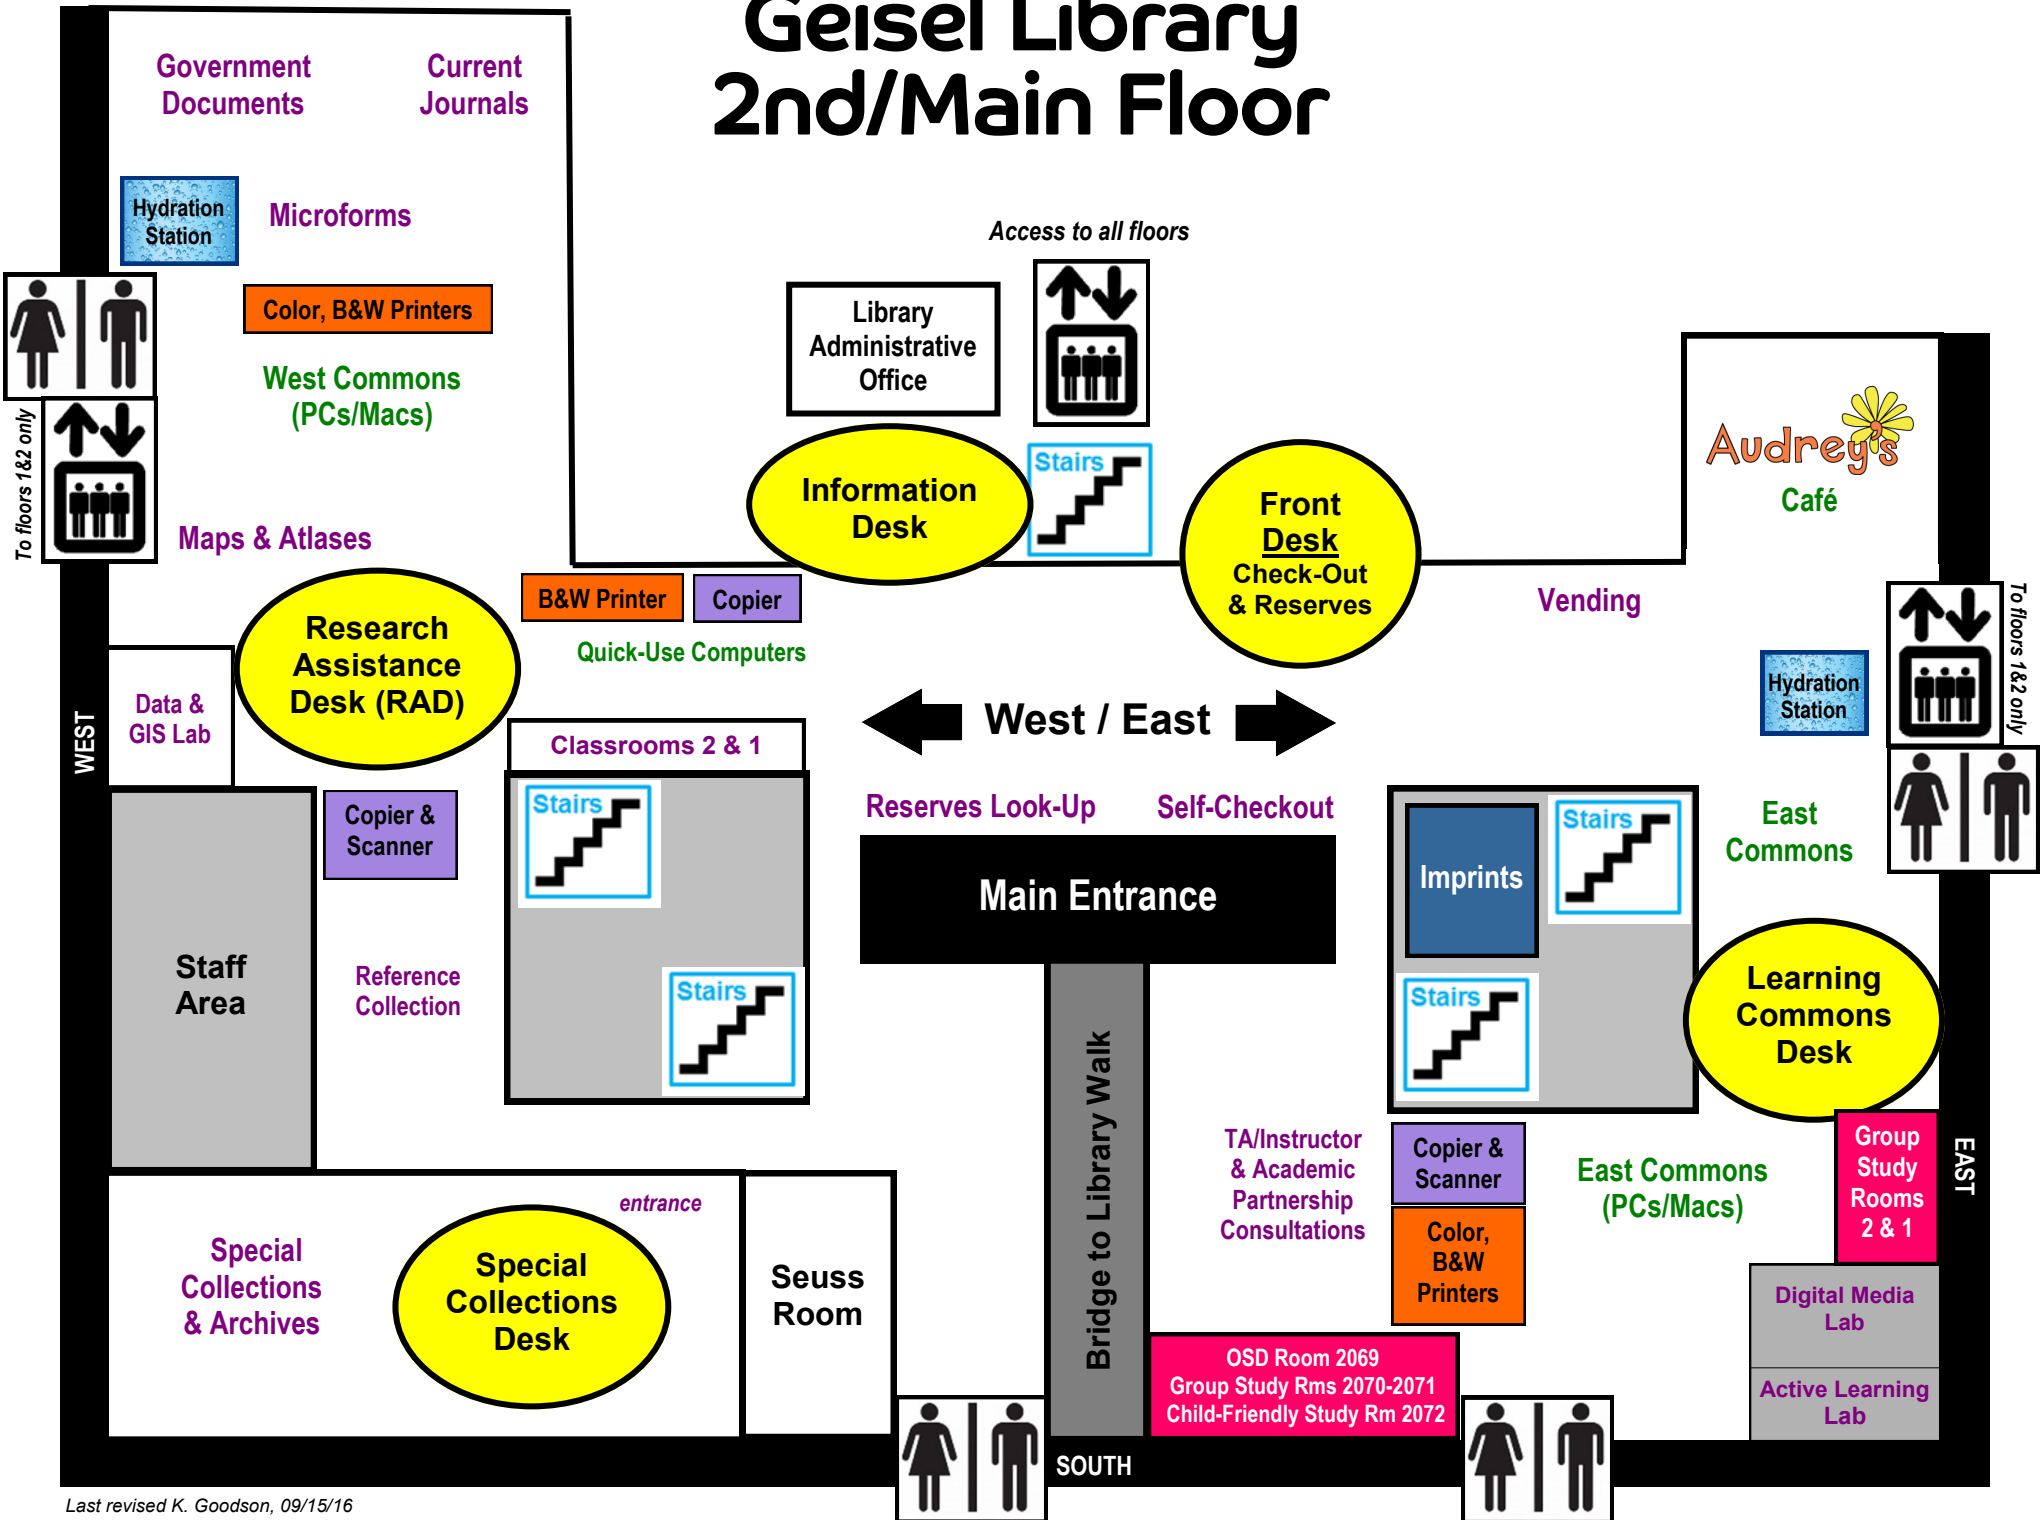 Geisel Library
2nd/Main Floor
Government
Documents
Current
Journals
Hydration
Station
Microforms
Color, B&W Printers
West Commons
(PCs/Macs)
To floors 1&2 only
Maps & Atlases
Access to all floors
Library
Administrative
Office
Information
Desk
Stairs
Front
Desk
Check-Out
& Reserves
Audrey's
Café
Vending
To floors 1&2 only
Hydration
Station
Research
Assistance
Desk (RAD)
B&W Printer
Copier
Quick-Use Computers
WEST
Data &
GIS Lab
Classrooms 2 & 1
West / East
Copier &
Scanner
Stairs
Stairs
Reserves Look-Up
Self-Checkout
Main Entrance
Imprints
Stairs
Stairs
East
Commons
Staff
Area
Reference
Collection
Learning
Commons
Desk
Bridge to Library Walk
TA/Instructor
& Academic
Partnership
Consultations
Copier &
Scanner
Color,
B&W
Printers
East Commons
(PCs/Macs)
Group
Study
Rooms
2 & 1
EAST
entrance
Special
Collections
& Archives
Special
Collections
Desk
Seuss
Room
Digital Media
Lab
Active Learning
Lab
OSD Room 2069
Group Study Rms 2070-2071
Child-Friendly Study Rm 2072
SOUTH
Last revised K. Goodson, 09/15/16